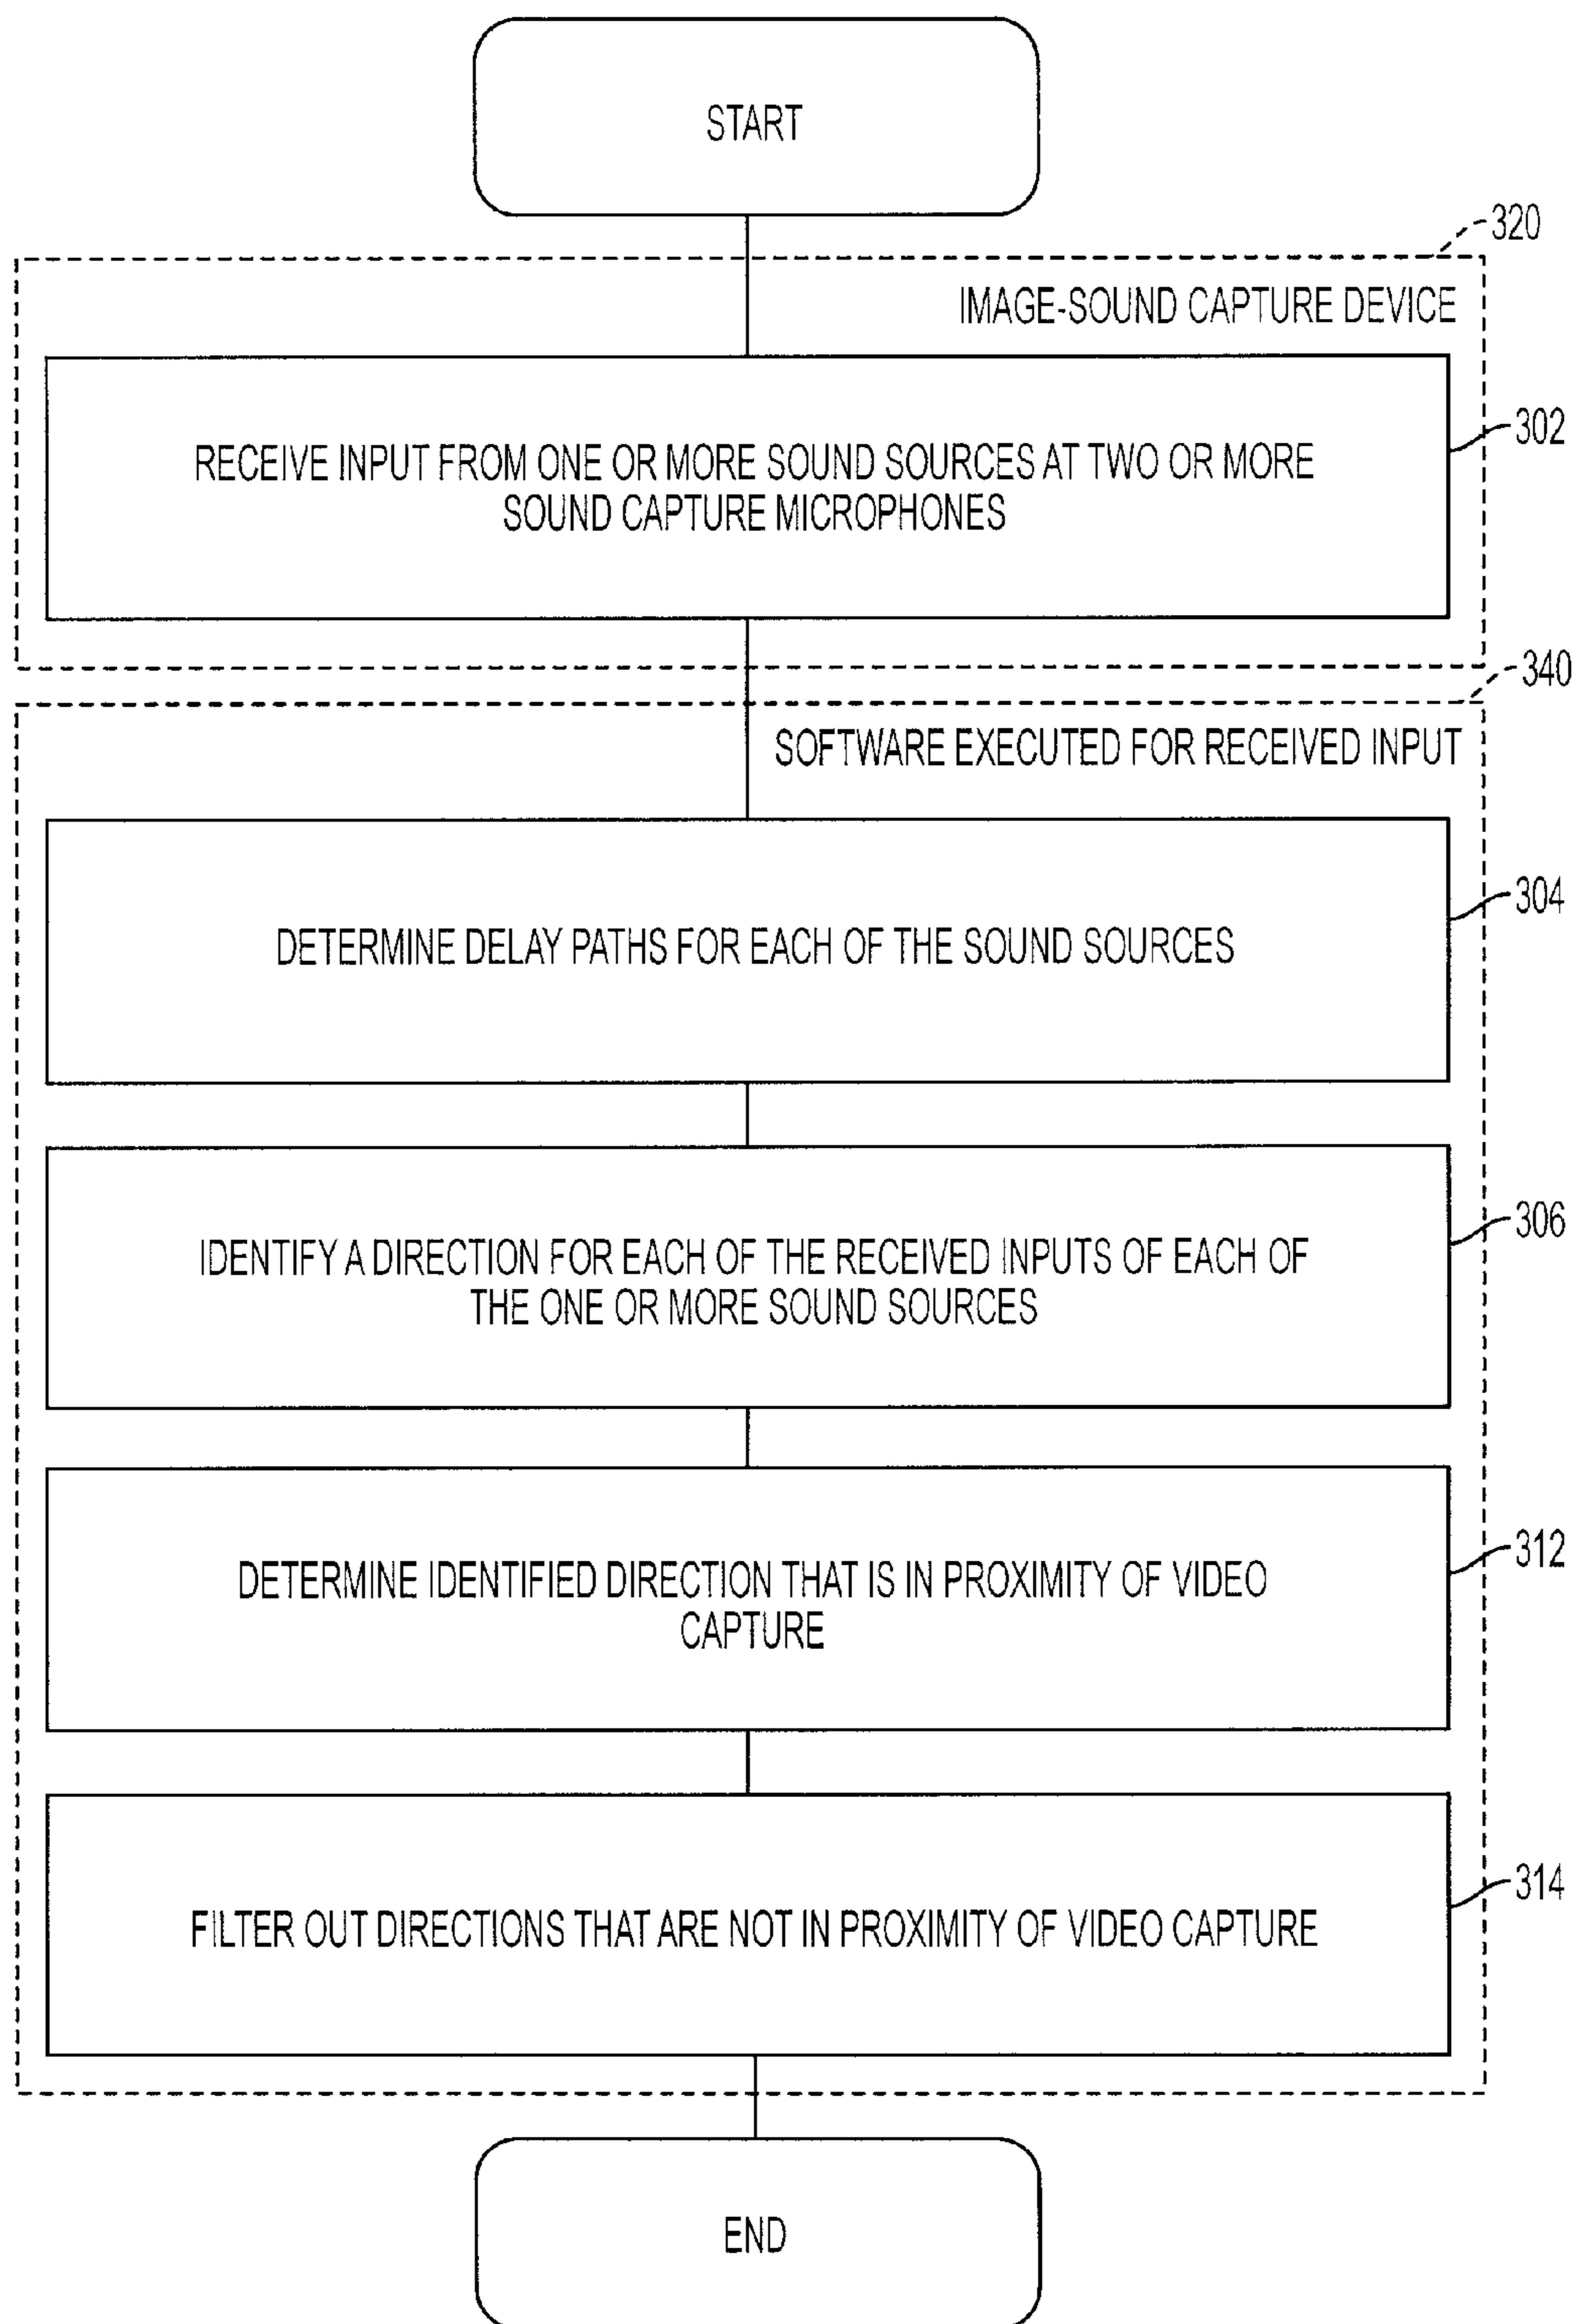 START
320
IMAGE-SOUND CAPTURE DEVICE
302
RECEIVE INPUT FROM ONE OR MORE SOUND SOURCES AT TWO OR MORE
SOUND CAPTURE MICROPHONES
340
SOFTWARE EXECUTED FOR RECEIVED INPUT
304
DETERMINE DELAY PATHS FOR EACH OF THE SOUND SOURCES
306
IDENTIFY A DIRECTION FOR EACH OF THE RECEIVED INPUTS OF EACH OF
THE ONE OR MORE SOUND SOURCES
312
DETERMINE IDENTIFIED DIRECTION THAT IS IN PROXIMITY OF VIDEO
CAPTURE
314
FILTER OUT DIRECTIONS THAT ARE NOT IN PROXIMITY OF VIDEO CAPTURE
END